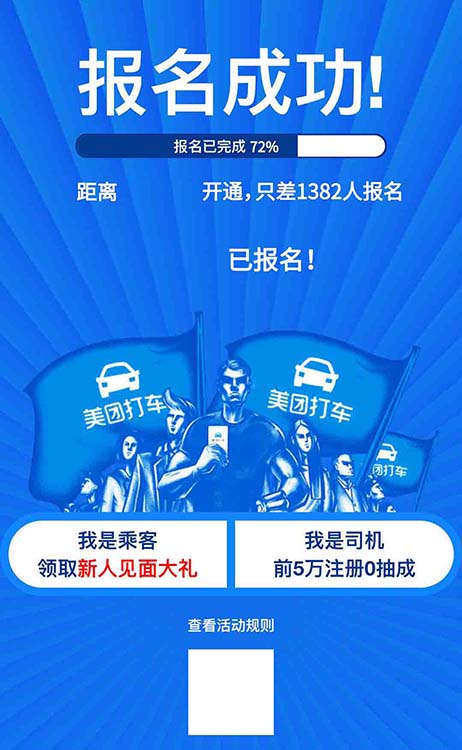 报名成功!
报名已完成 72%
距离 开通,只差1382人报名
已报名!
美团打车
美团打车
美团打车
我是乘客
领取新人见面大礼
我是司机
前5万注册0抽成
查看活动规则